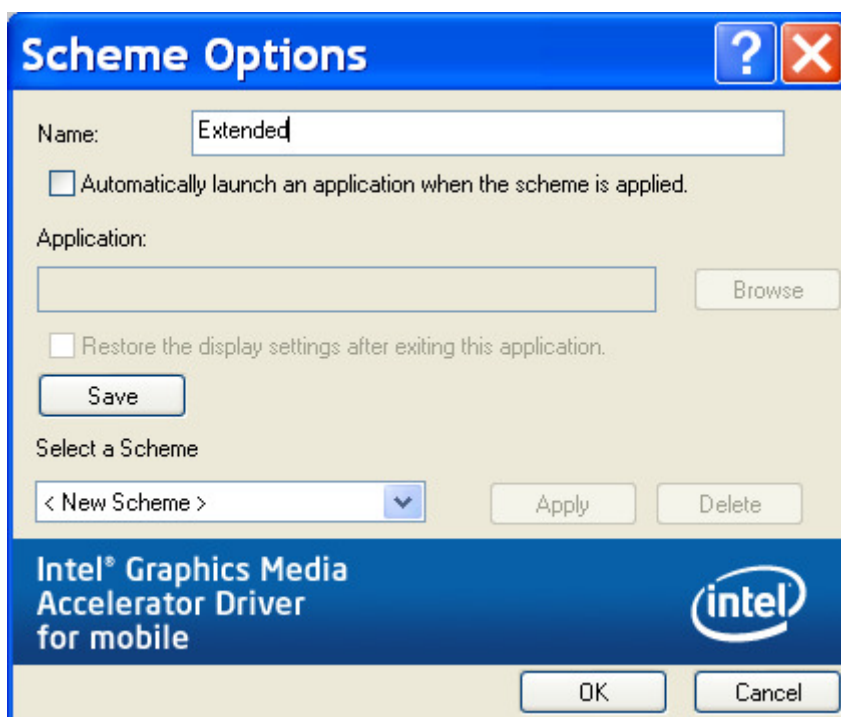 Scheme Options
Name: Extended
Automatically launch an application when the scheme is applied.
Application:
Browse
Restore the display settings after exiting this application.
Save
Select a Scheme
< New Scheme > Apply Delete
Intel® Graphics Media
Accelerator Driver
for mobile
intel
OK Cancel